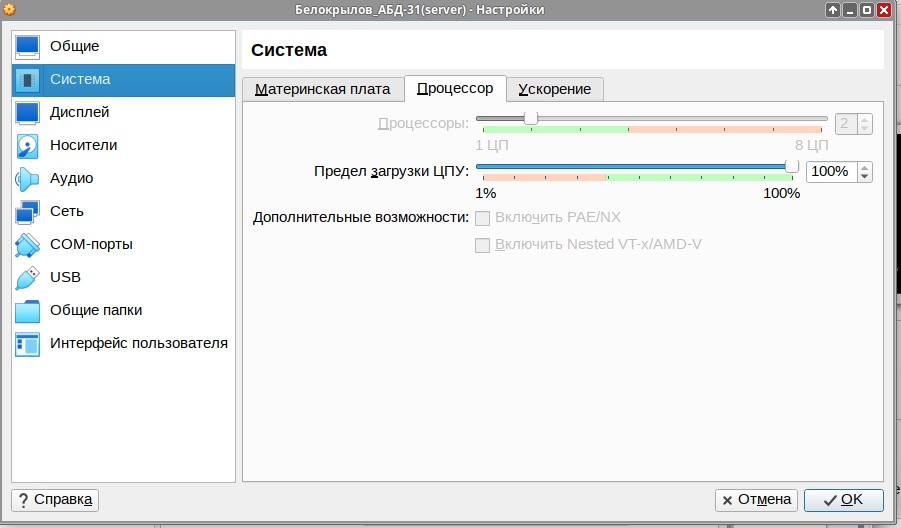 Белокрылов_АБД-31(server) - Настройки
Общие
Система
Дисплей
Носители
Аудио
Сеть
COM-порты
USB
Общие папки
Интерфейс пользователя
Система
Материнская плата
Процессор
Ускорение
Процессоры:
2
1 ЦП
8 ЦП
Предел загрузки ЦПУ:
100%
1%
100%
Дополнительные возможности:
Включить PAE/NX
Включить Nested VT-x/AMD-V
Справка
Отмена
OK